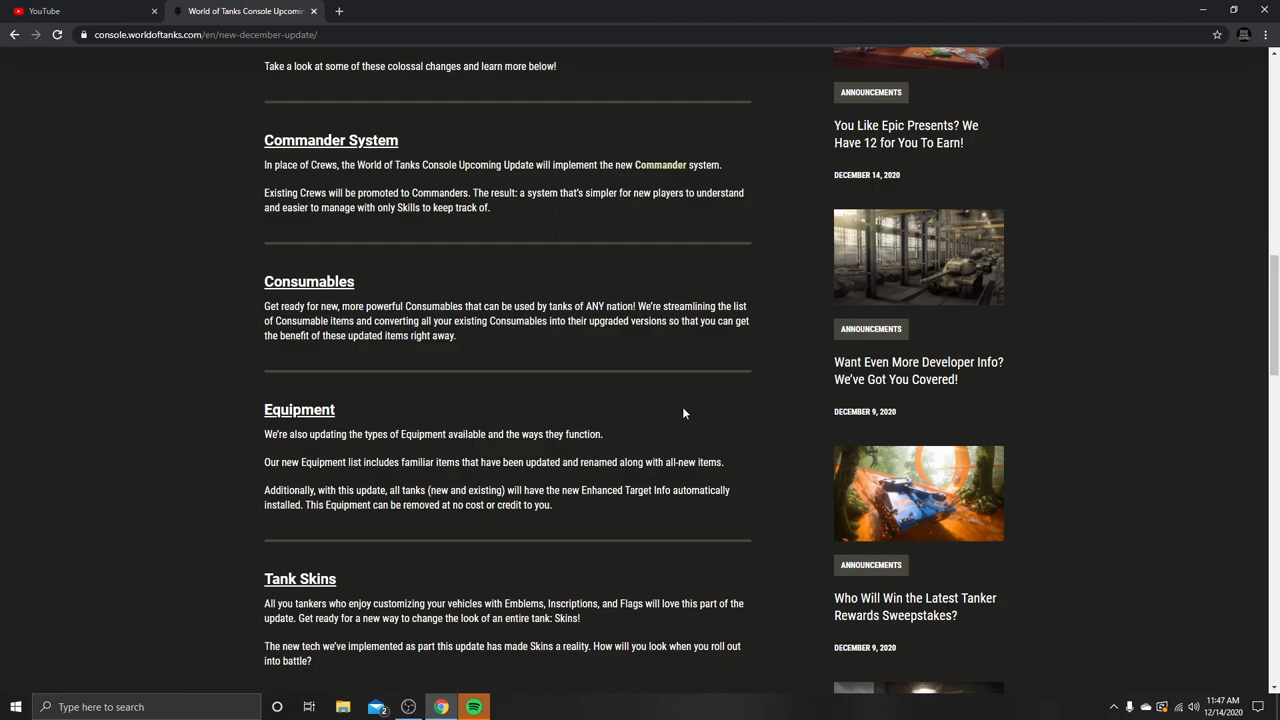 YouTube
World of Tanks Console Upcomin
console.worldoftanks.com/en/new-december-update/
Take a look at some of these colossal changes and learn more below!
Commander System
In place of Crews, the World of Tanks Console Upcoming Update will implement the new Commander system.
Existing Crews will be promoted to Commanders. The result: a system that's simpler for new players to understand
and easier to manage with only Skills to keep track of.
Consumables
Get ready for new, more powerful Consumables that can be used by tanks of ANY nation! We're streamlining the list
of Consumable items and converting all your existing Consumables into their upgraded versions so that you can get
the benefit of these updated items right away.
Equipment
We're also updating the types of Equipment available and the ways they function.
Our new Equipment list includes familiar items that have been updated and renamed along with all-new items.
Additionally, with this update, all tanks (new and existing) will have the new Enhanced Target Info automatically
installed. This Equipment can be removed at no cost or credit to you.
Tank Skins
All you tankers who enjoy customizing your vehicles with Emblems, Inscriptions, and Flags will love this part of the
update. Get ready for a new way to change the look of an entire tank: Skins!
The new tech we've implemented as part this update has made Skins a reality. How will you look when you roll out
into battle?
ANNOUNCEMENTS
You Like Epic Presents? We
Have 12 for You To Earn!
DECEMBER 14, 2020
ANNOUNCEMENTS
Want Even More Developer Info?
We've Got You Covered!
DECEMBER 9, 2020
ANNOUNCEMENTS
Who Will Win the Latest Tanker
Rewards Sweepstakes?
DECEMBER 9, 2020
Type here to search
2
11:47 AM
12/14/2020